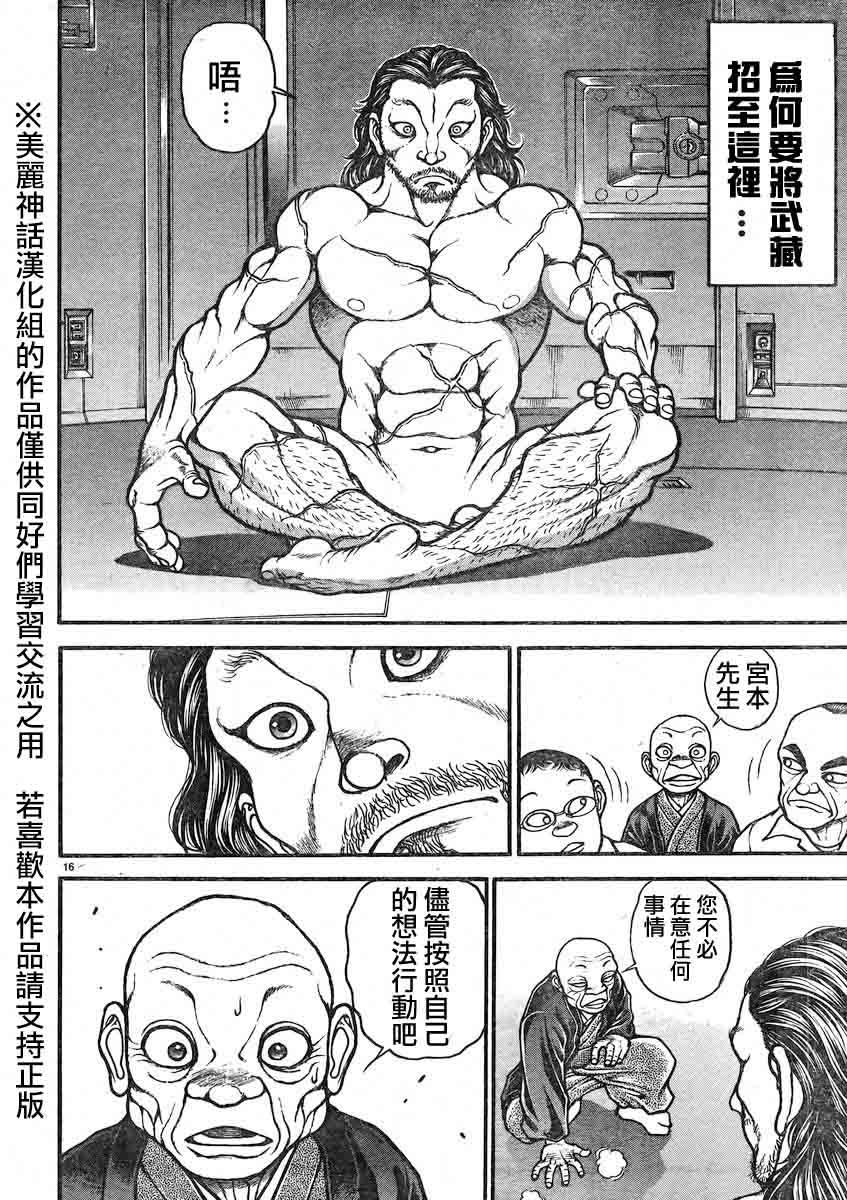 為何要將武藏
招至這裡…
唔…
宮本
先生
您不必
在意任何
事情
儘管按照自己
的想法行動吧
16
※美麗神話漢化組的作品僅供同好們學習交流之用　若喜歡本作品請支持正版